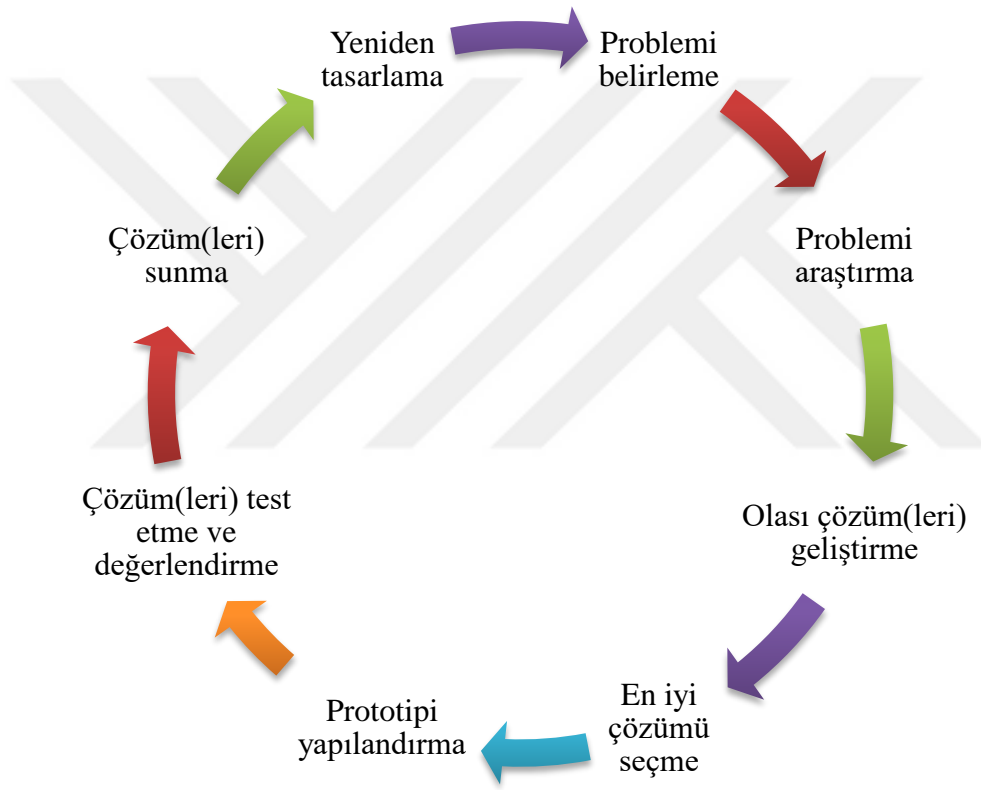 Yeniden
tasarlama
Problemi
belirleme
Problemi
araştırma
Olası çözüm(leri)
geliştirme
En iyi
çözümü
seçme
Prototipi
yapılandırma
Çözüm(leri) test
etme ve
değerlendirme
Çözüm(leri)
sunma